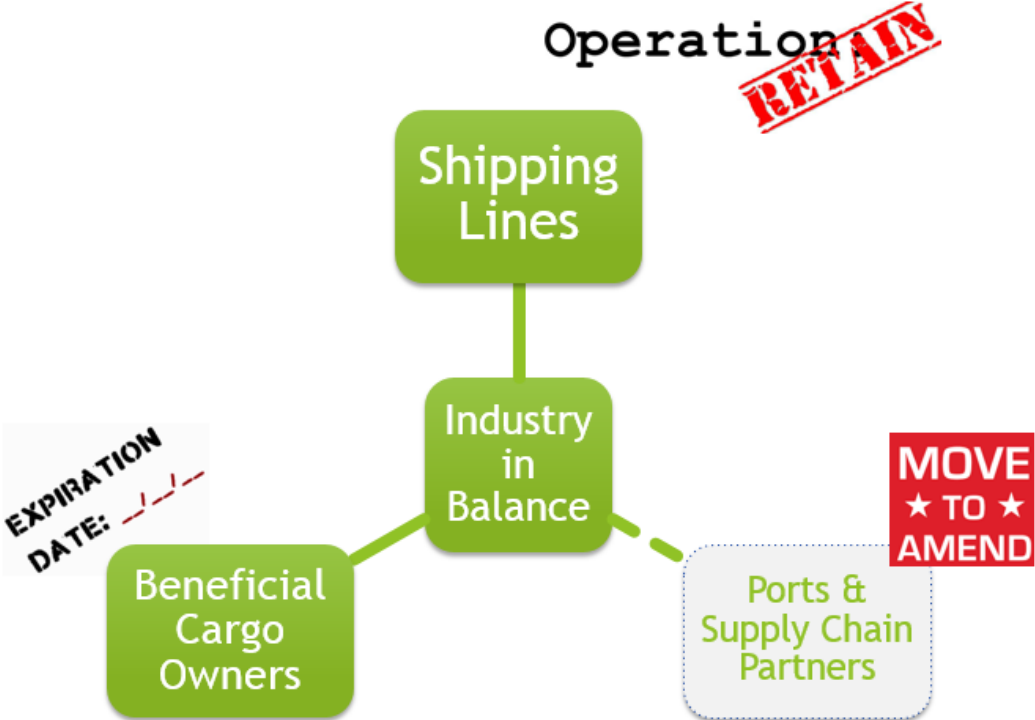 Operation:
RETAIN
Shipping
Lines
Industry
in
Balance
EXPIRATION
DATE: _/_/_
Beneficial
Cargo
Owners
MOVE
★ TO ★
AMEND
Ports &
Supply Chain
Partners